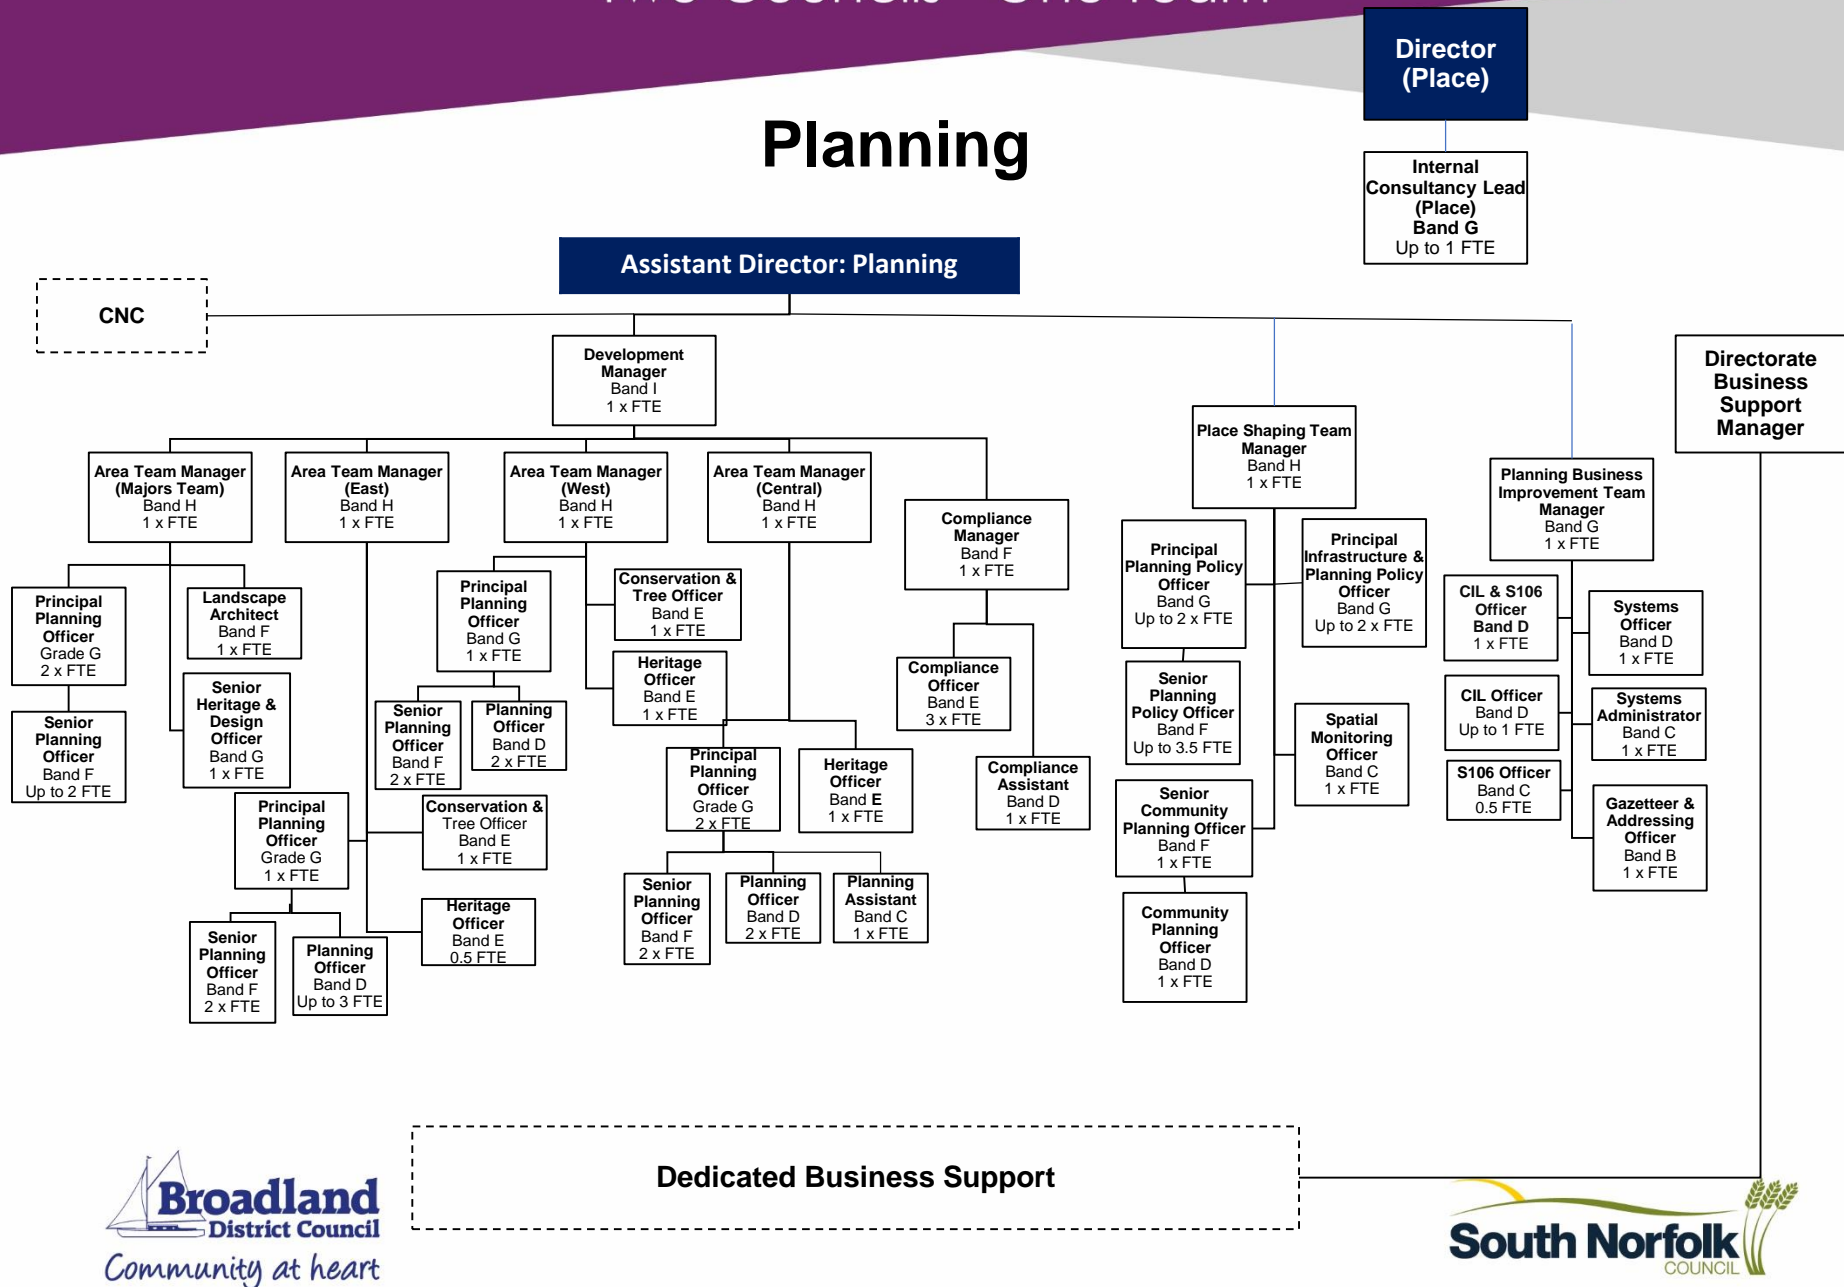 Director
(Place)
Planning
Internal
Consultancy Lead
(Place)
Band G
Up to 1 FTE
Assistant Director: Planning
CNC
Development
Manager
Band I
1 x FTE
Directorate
Business
Support
Manager
Area Team Manager
(Majors Team)
Band H
1 x FTE
Area Team Manager
(East)
Band H
1 x FTE
Area Team Manager
(West)
Band H
1 x FTE
Area Team Manager
(Central)
Band H
1 x FTE
Compliance
Manager
Band F
1 x FTE
Place Shaping Team
Manager
Band H
1 x FTE
Planning Business
Improvement Team
Manager
Band G
1 x FTE
Principal
Planning
Officer
Grade G
2 x FTE
Landscape
Architect
Band F
1 x FTE
Senior
Planning
Officer
Band F
Up to 2 FTE
Senior
Heritage &
Design
Officer
Band G
1 x FTE
Principal
Planning
Officer
Grade G
1 x FTE
Conservation &
Tree Officer
Band E
1 x FTE
Heritage
Officer
Band E
0.5 FTE
Senior
Planning
Officer
Band F
2 x FTE
Planning
Officer
Band D
Up to 3 FTE
Principal
Planning
Officer
Band G
1 x FTE
Conservation &
Tree Officer
Band E
1 x FTE
Heritage
Officer
Band E
1 x FTE
Senior
Planning
Officer
Band F
2 x FTE
Planning
Officer
Band D
2 x FTE
Principal
Planning
Officer
Grade G
2 x FTE
Heritage
Officer
Band E
1 x FTE
Senior
Planning
Officer
Band F
2 x FTE
Planning
Officer
Band D
2 x FTE
Planning
Assistant
Band C
1 x FTE
Compliance
Officer
Band E
3 x FTE
Compliance
Assistant
Band D
1 x FTE
Principal
Planning Policy
Officer
Band G
Up to 2 x FTE
Principal
Infrastructure &
Planning Policy
Officer
Band G
Up to 2 x FTE
Senior
Planning
Policy Officer
Band F
Up to 3.5 FTE
Spatial
Monitoring
Officer
Band C
1 x FTE
Senior
Community
Planning Officer
Band F
1 x FTE
Community
Planning
Officer
Band D
1 x FTE
CIL & S106
Officer
Band D
1 x FTE
Systems
Officer
Band D
1 x FTE
CIL Officer
Band D
Up to 1 FTE
Systems
Administrator
Band C
1 x FTE
S106 Officer
Band C
0.5 FTE
Gazetteer &
Addressing
Officer
Band B
1 x FTE
Dedicated Business Support
Broadland
District Council
Community at heart
South Norfolk
COUNCIL